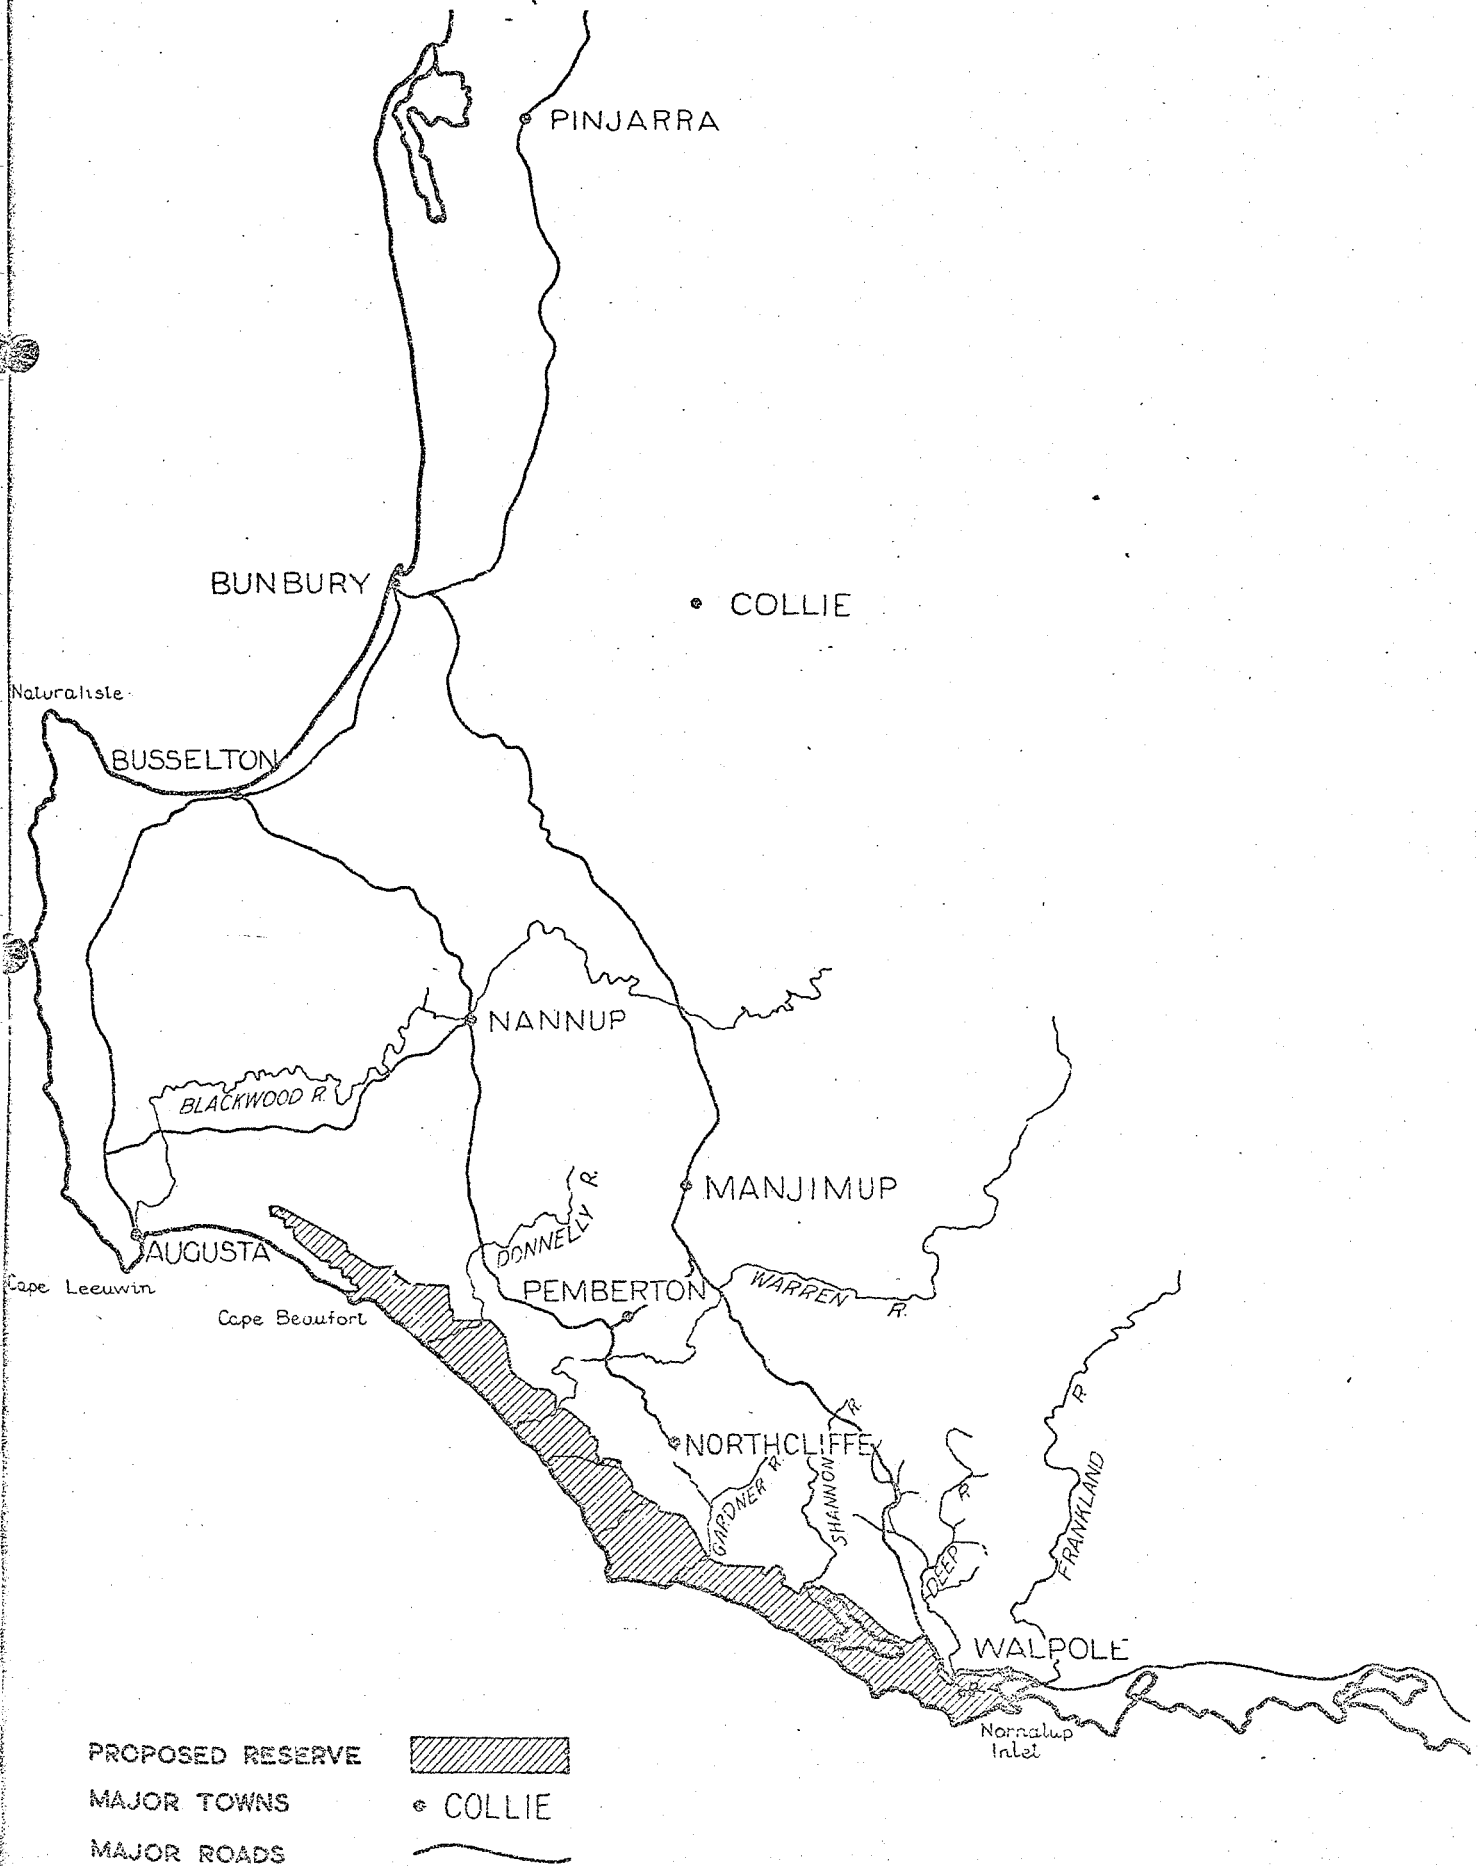 PINJARRA
BUNBURY
COLLIE
Naturaliste
BUSSELTON
NANNUP
BLACKWOOD R.
MANJIMUP
DONNELLY R.
AUGUSTA
Cape Leeuwin
Cape Beaufort
PEMBERTON
WARREN R.
NORTHCLIFFE
GARDNER R.
SHANNON R.
DEEP R.
FRANKLAND R.
WALPOLE
R.
Nornalup
Inlet
PROPOSED RESERVE
MAJOR TOWNS
COLLIE
MAJOR ROADS